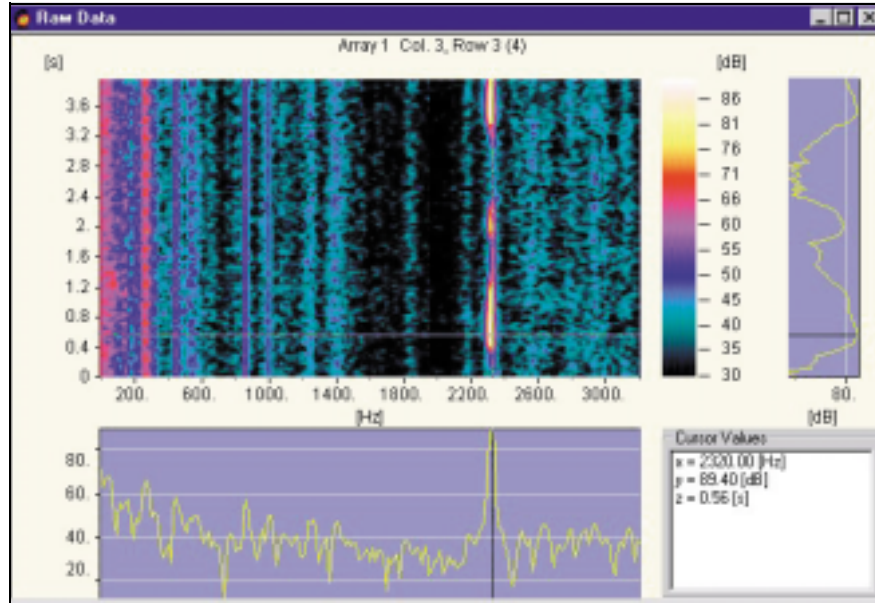 Raw Data
Array 1 Col. 3, Row 3 (4)
[s]
3.6
3.2
2.8
2.4
2.
1.6
1.2
0.8
0.4
0
200. 600. 1000. 1400. 1800. 2200. 2600. 3000.
[Hz]
[dB]
86
81
76
71
66
60
55
50
45
40
35
30
80.
[dB]
80.
60.
40.
20.
Cursor Values
x = 2320.00 [Hz]
y = 89.40 [dB]
z = 0.56 [s]